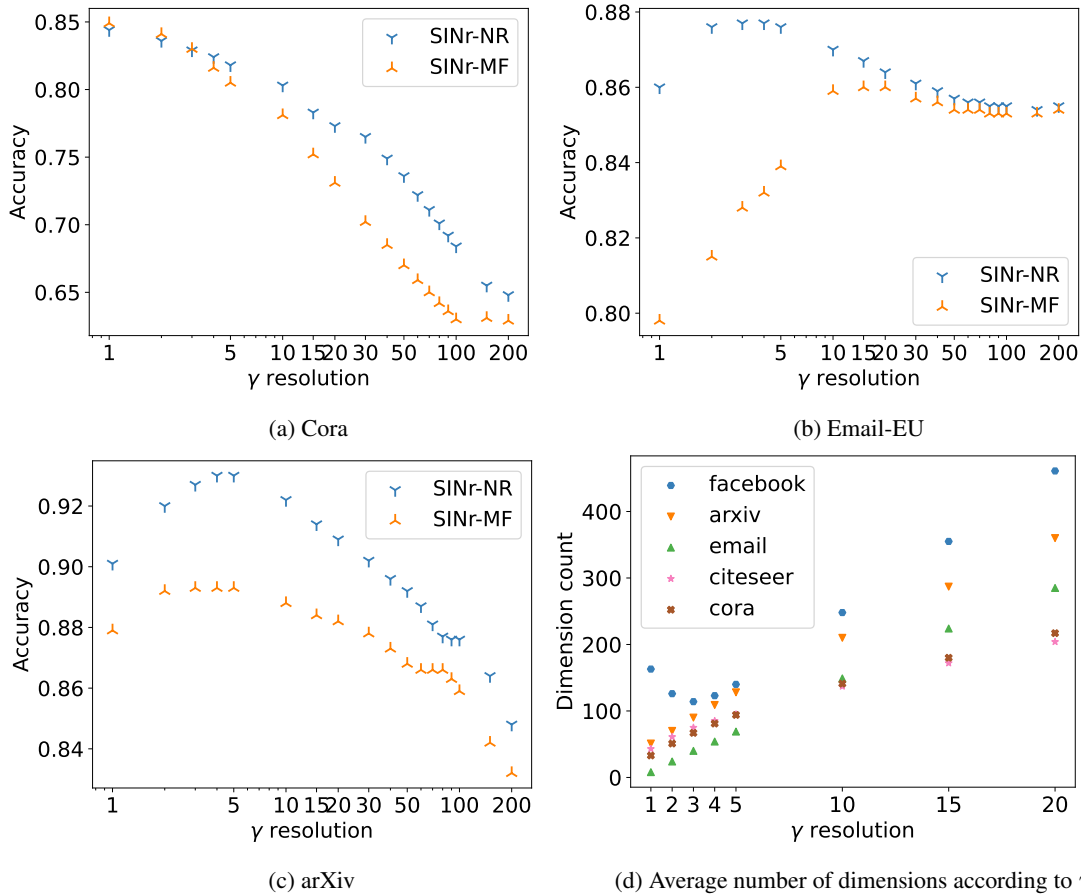 0.85
0.80
0.75
0.70
0.65
Accuracy
SINr-NR
SINr-MF
1 5 10 15 20 30 50 100 200
γ resolution
(a) Cora
0.88
0.86
0.84
0.82
0.80
Accuracy
SINr-NR
SINr-MF
1 5 10 15 20 30 50 100 200
γ resolution
(b) Email-EU
0.92
0.90
0.88
0.86
0.84
Accuracy
SINr-NR
SINr-MF
1 5 10 15 20 30 50 100 200
γ resolution
(c) arXiv
400
300
200
100
0
Dimension count
facebook
arxiv
email
citeseer
cora
1 2 3 4 5 10 15 20
γ resolution
(d) Average number of dimensions according to